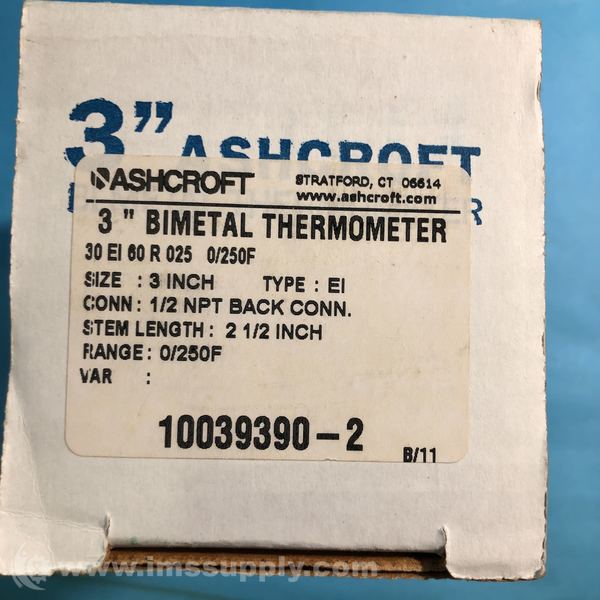 3" ASHCROFT
ASHCROFT
STRATFORD, CT 06614
www.ashcroft.com
R
3 " BIMETAL THERMOMETER
30 EI 60 R 025 0/250F
SIZE : 3 INCH TYPE : EI
CONN: 1/2 NPT BACK CONN.
STEM LENGTH : 2 1/2 INCH
RANGE: 0/250F
VAR :
10039390-2
B/11
www.imssupply.com